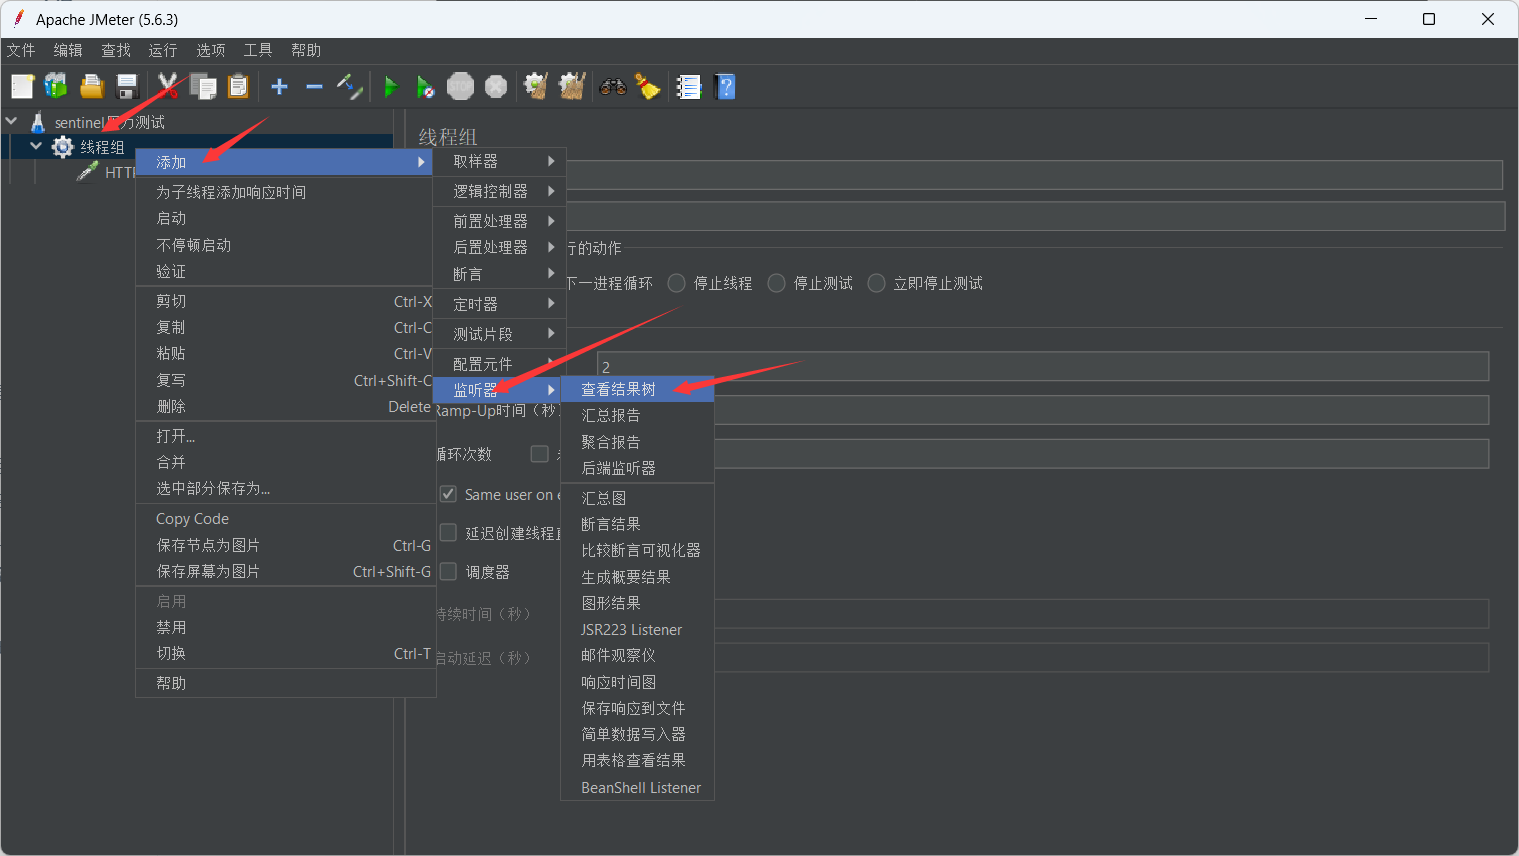 Apache JMeter (5.6.3)
文件 编辑 查找 运行 选项 工具 帮助
STOP
sentinel 压力测试
线程组
HTTP
线程组
添加
为子线程添加响应时间
启动
不停顿启动
验证
剪切 Ctrl-X
复制 Ctrl-C
粘贴 Ctrl-V
复写 Ctrl+Shift-C
删除 Delete
打开...
合并
选中部分保存为...
Copy Code
保存节点为图片 Ctrl-G
保存屏幕为图片 Ctrl+Shift-G
启用
禁用
切换 Ctrl-T
帮助
取样器
逻辑控制器
前置处理器
后置处理器
断言
定时器
测试片段
配置元件
监听器
查看结果树
汇总报告
聚合报告
后端监听器
汇总图
断言结果
比较断言可视化器
生成概要结果
图形结果
JSR223 Listener
邮件观察仪
响应时间图
保存响应到文件
简单数据写入器
用表格查看结果
BeanShell Listener
行的动作
下一进程循环 停止线程 停止测试 立即停止测试
2
Ramp-Up时间（秒）
循环次数
Same user on e
延迟创建线程直
调度器
持续时间（秒）
启动延迟（秒）